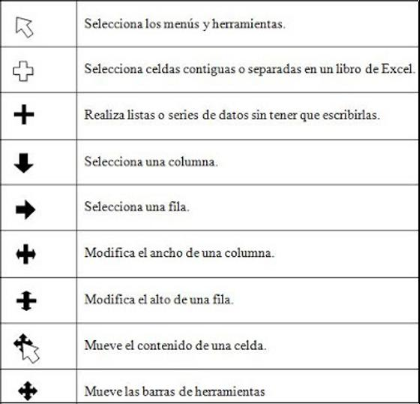 Selecciona los menús y herramientas.
Selecciona celdas contiguas o separadas en un libro de Excel.
Realiza listas o series de datos sin tener que escribirlas.
Selecciona una columna.
Selecciona una fila.
Modifica el ancho de una columna.
Modifica el alto de una fila.
Mueve el contenido de una celda.
Mueve las barras de herramientas